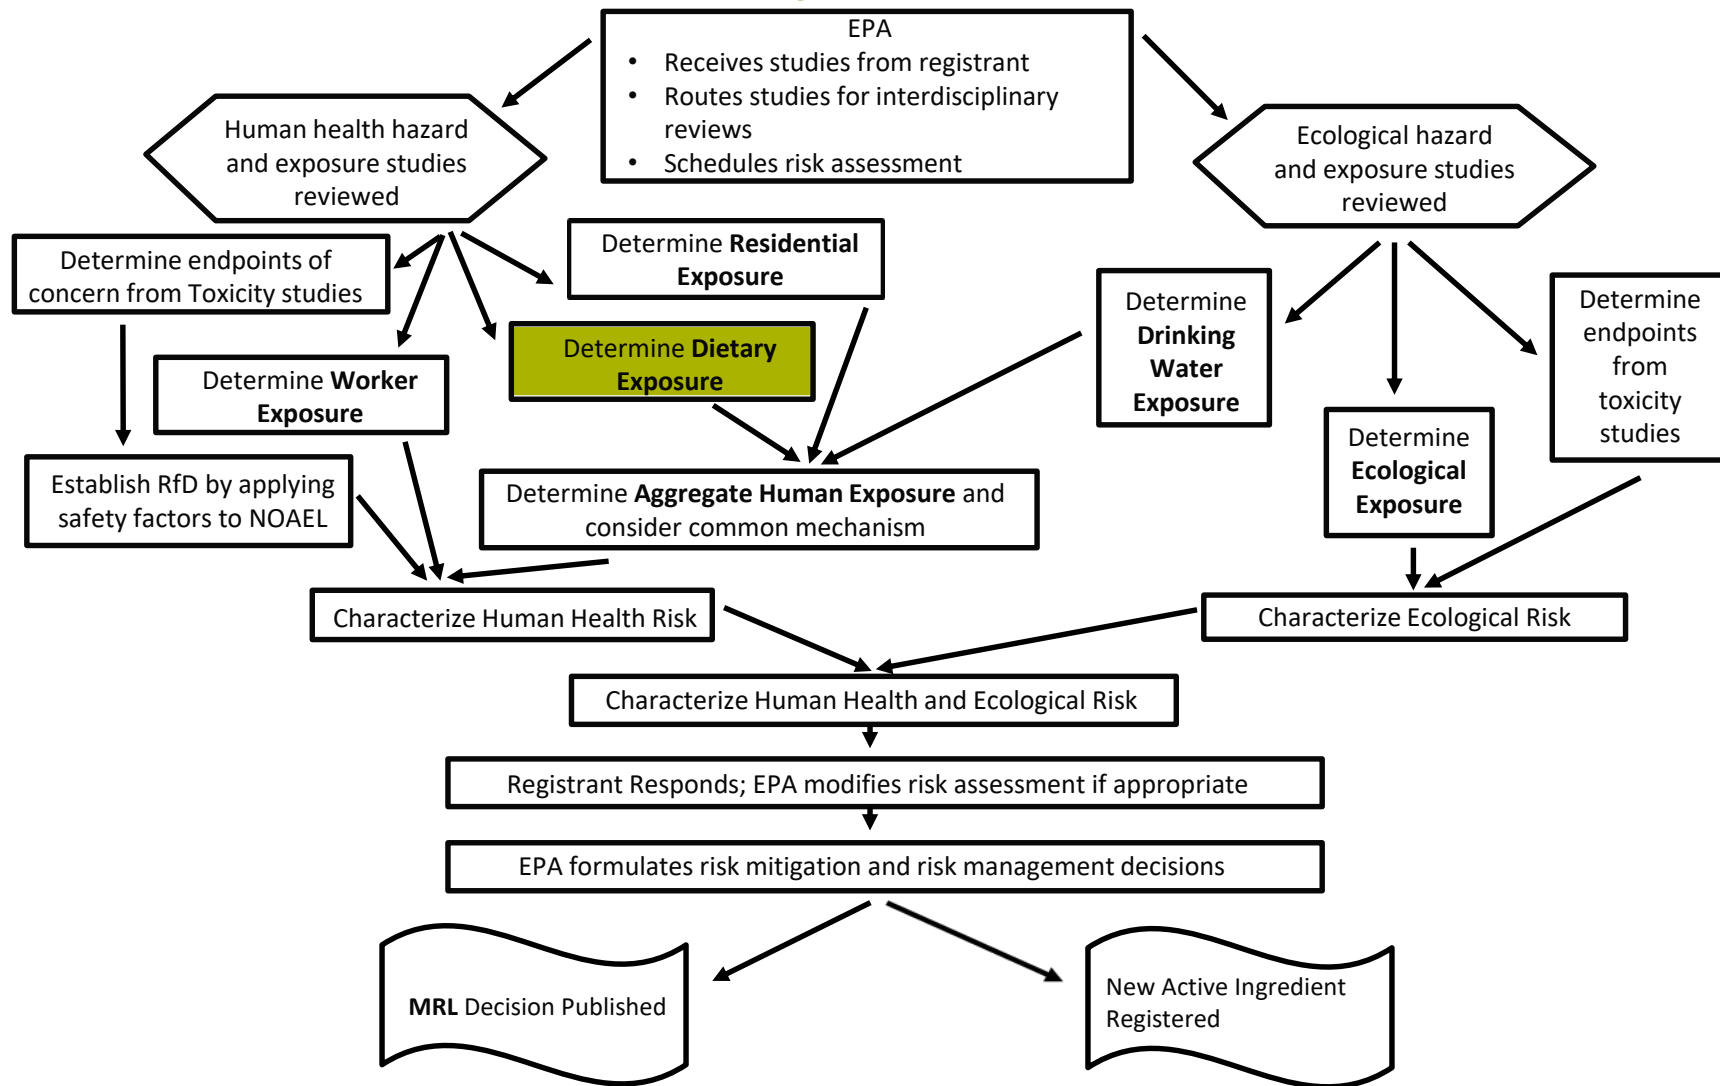 EPA
• Receives studies from registrant
• Routes studies for interdisciplinary
reviews
• Schedules risk assessment
Human health hazard
and exposure studies
reviewed
Ecological hazard
and exposure studies
reviewed
Determine endpoints of
concern from Toxicity studies
Determine Residential
Exposure
Determine Dietary
Exposure
Determine Worker
Exposure
Determine
Drinking
Water
Exposure
Determine
endpoints
from
toxicity
studies
Determine
Ecological
Exposure
Establish RfD by applying
safety factors to NOAEL
Determine Aggregate Human Exposure and
consider common mechanism
Characterize Human Health Risk
Characterize Ecological Risk
Characterize Human Health and Ecological Risk
Registrant Responds; EPA modifies risk assessment if appropriate
EPA formulates risk mitigation and risk management decisions
MRL Decision Published
New Active Ingredient
Registered